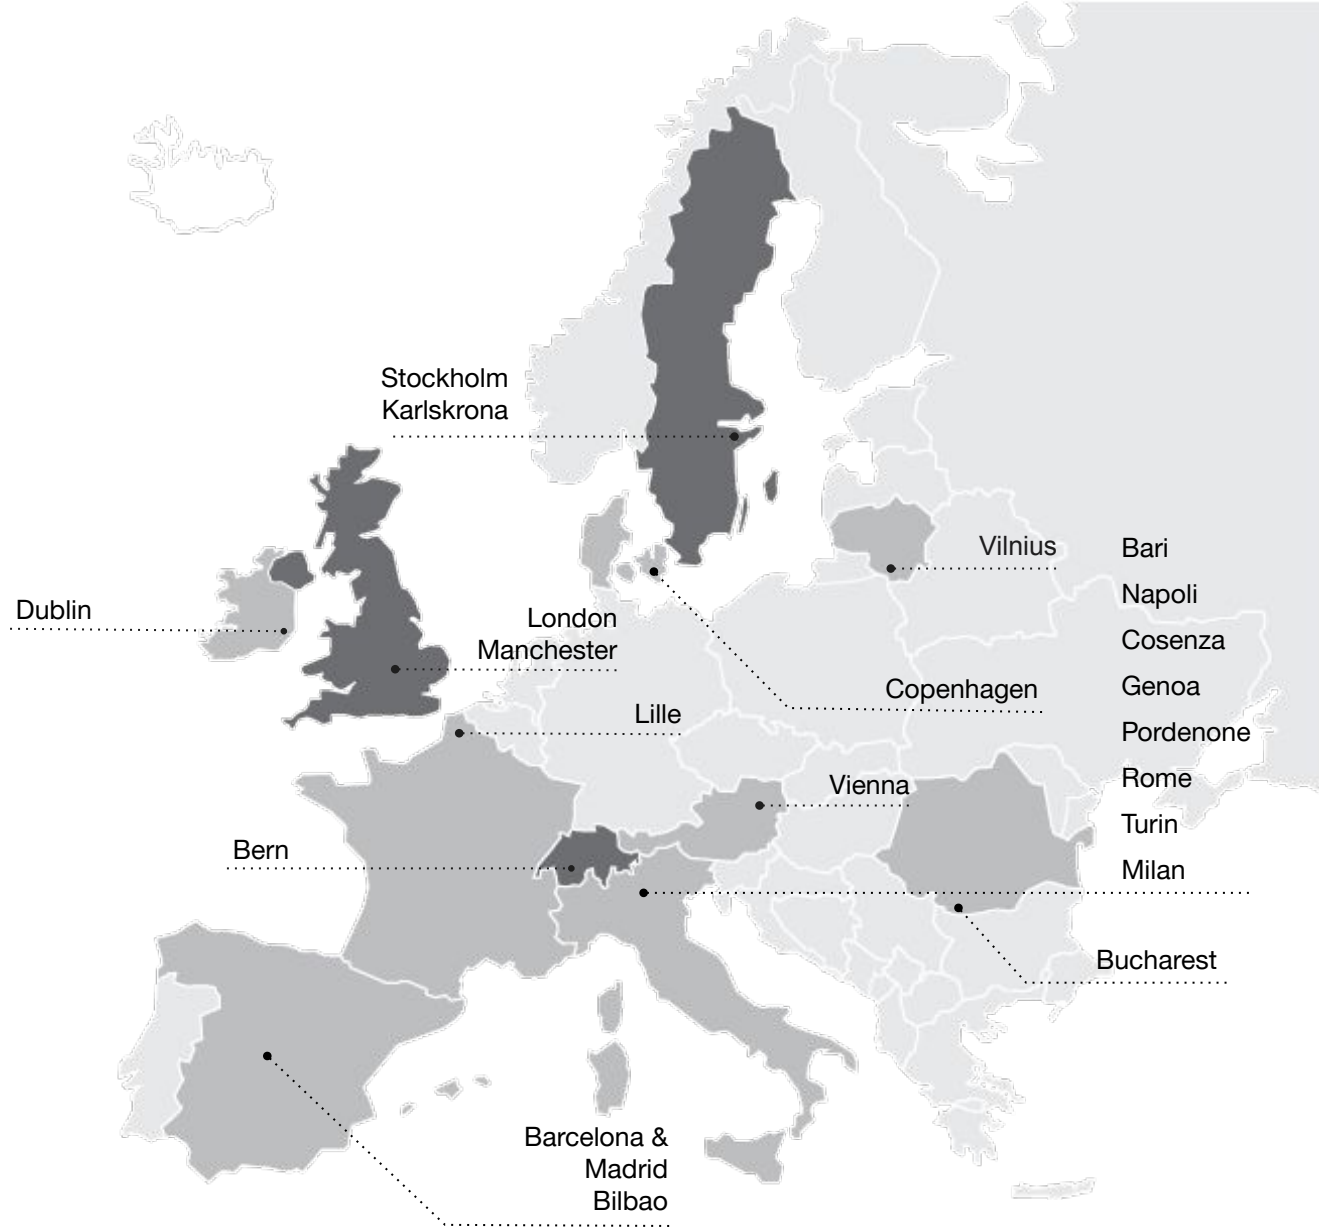 Stockholm
Karlskrona
Vilnius
Bari
Napoli
Cosenza
Genoa
Pordenone
Rome
Turin
Milan
Dublin
London
Manchester
Copenhagen
Lille
Vienna
Bern
Bucharest
Barcelona &
Madrid
Bilbao